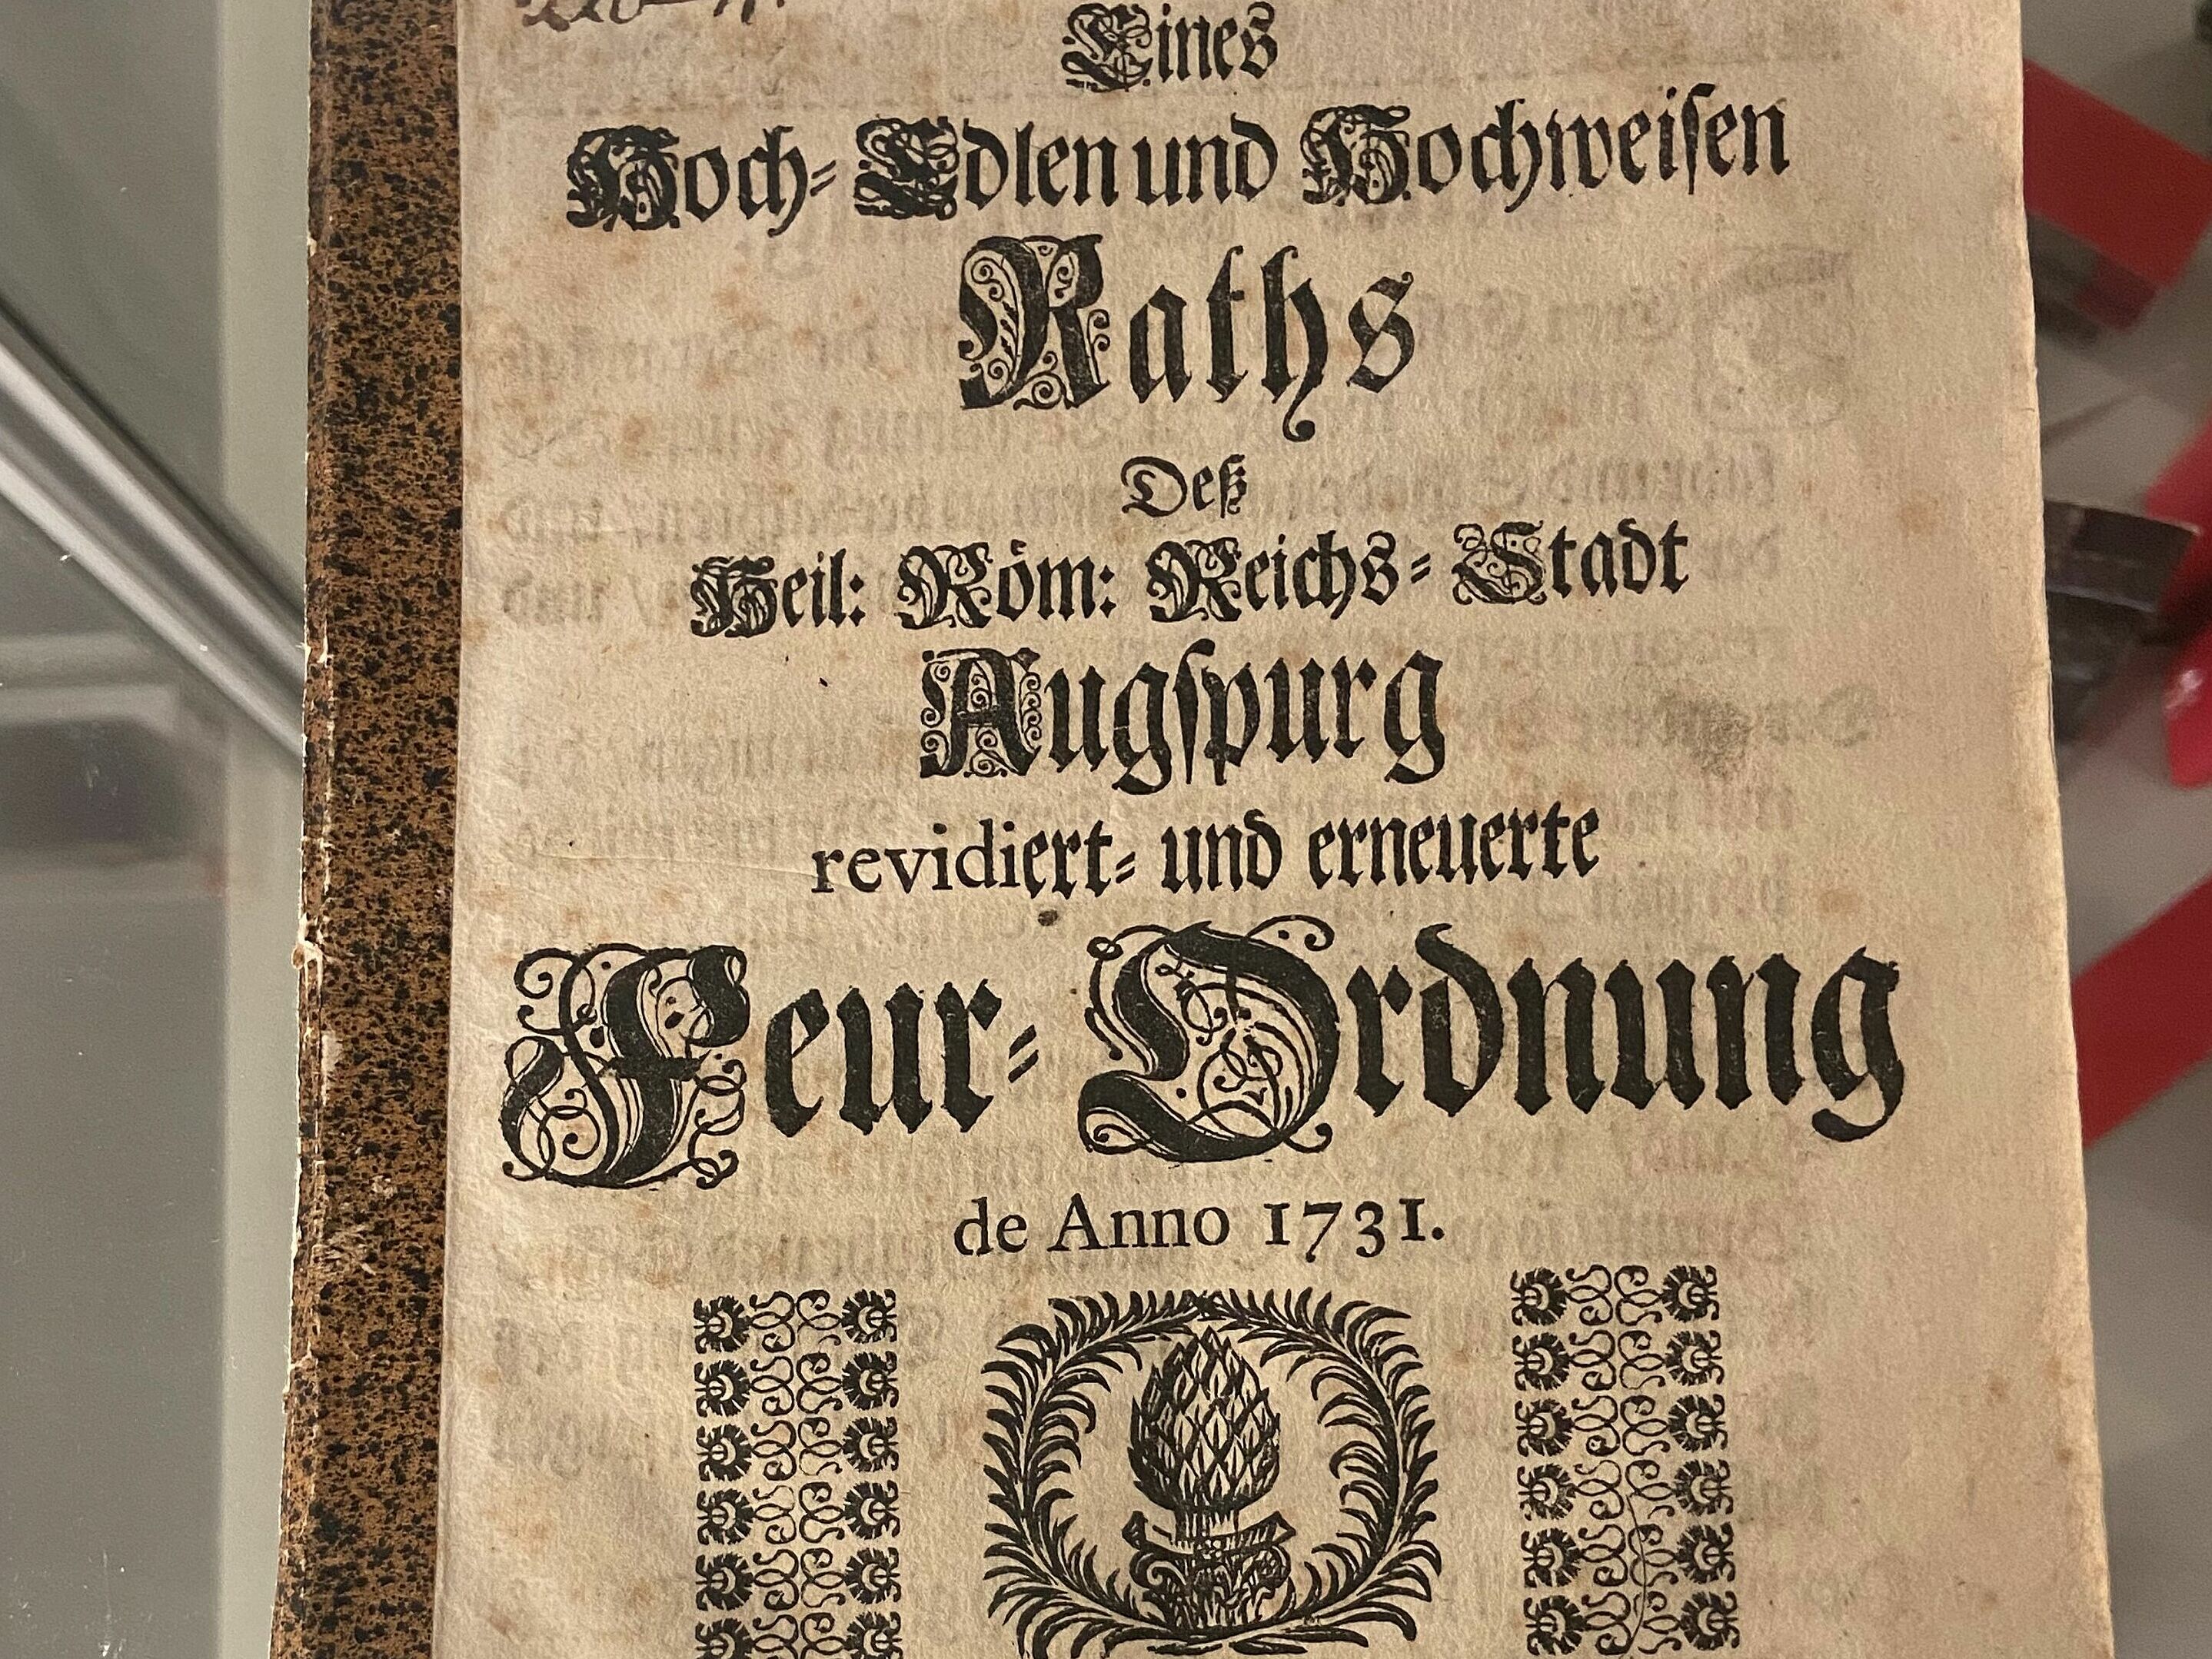 Eines
Hoch-Edlen und Hochweisen
Raths
Deß
Heil: Röm: Reichs-Stadt
Augspurg
revidiert- und erneuerte
Feur-Ordnung
de Anno 1731.